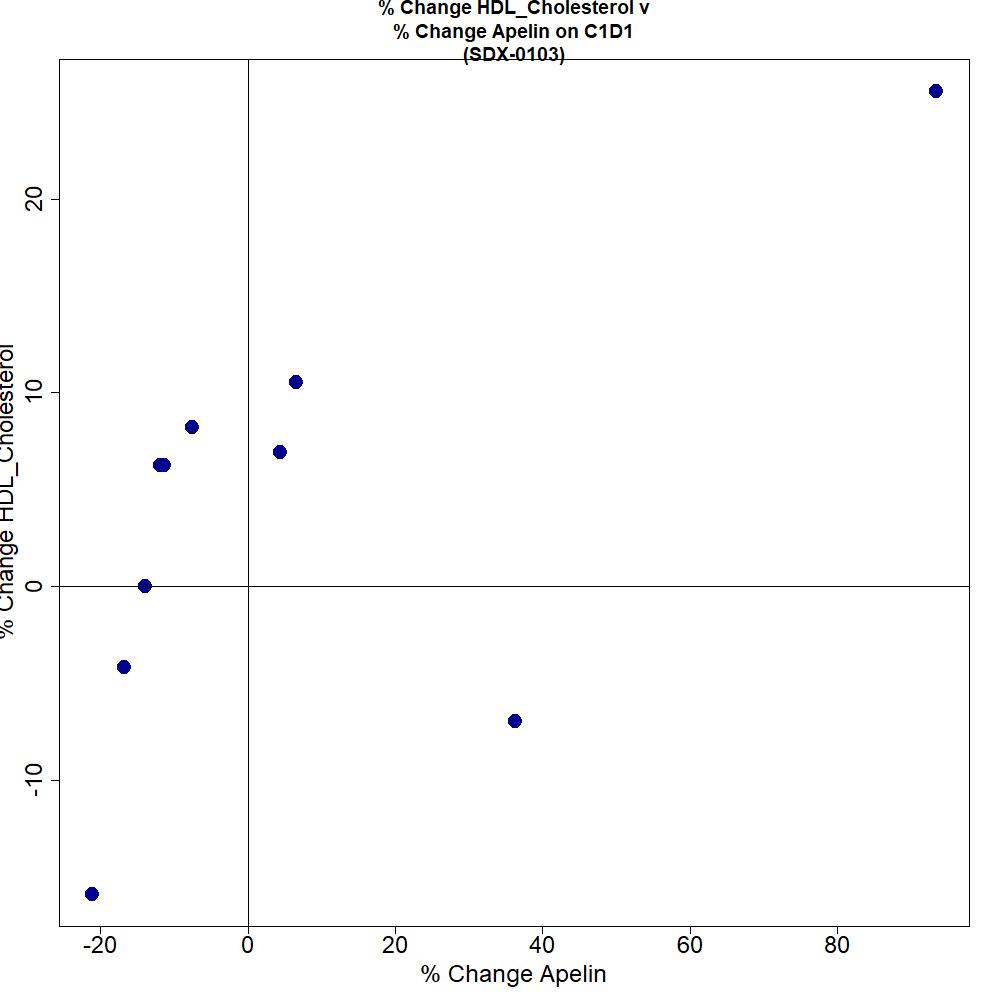 % Change HDL_Cholesterol v
% Change Apelin on C1D1
(SDX-0103)
% Change HDL_Cholesterol
20
10
0
-10
-20 0 20 40 60 80
% Change Apelin